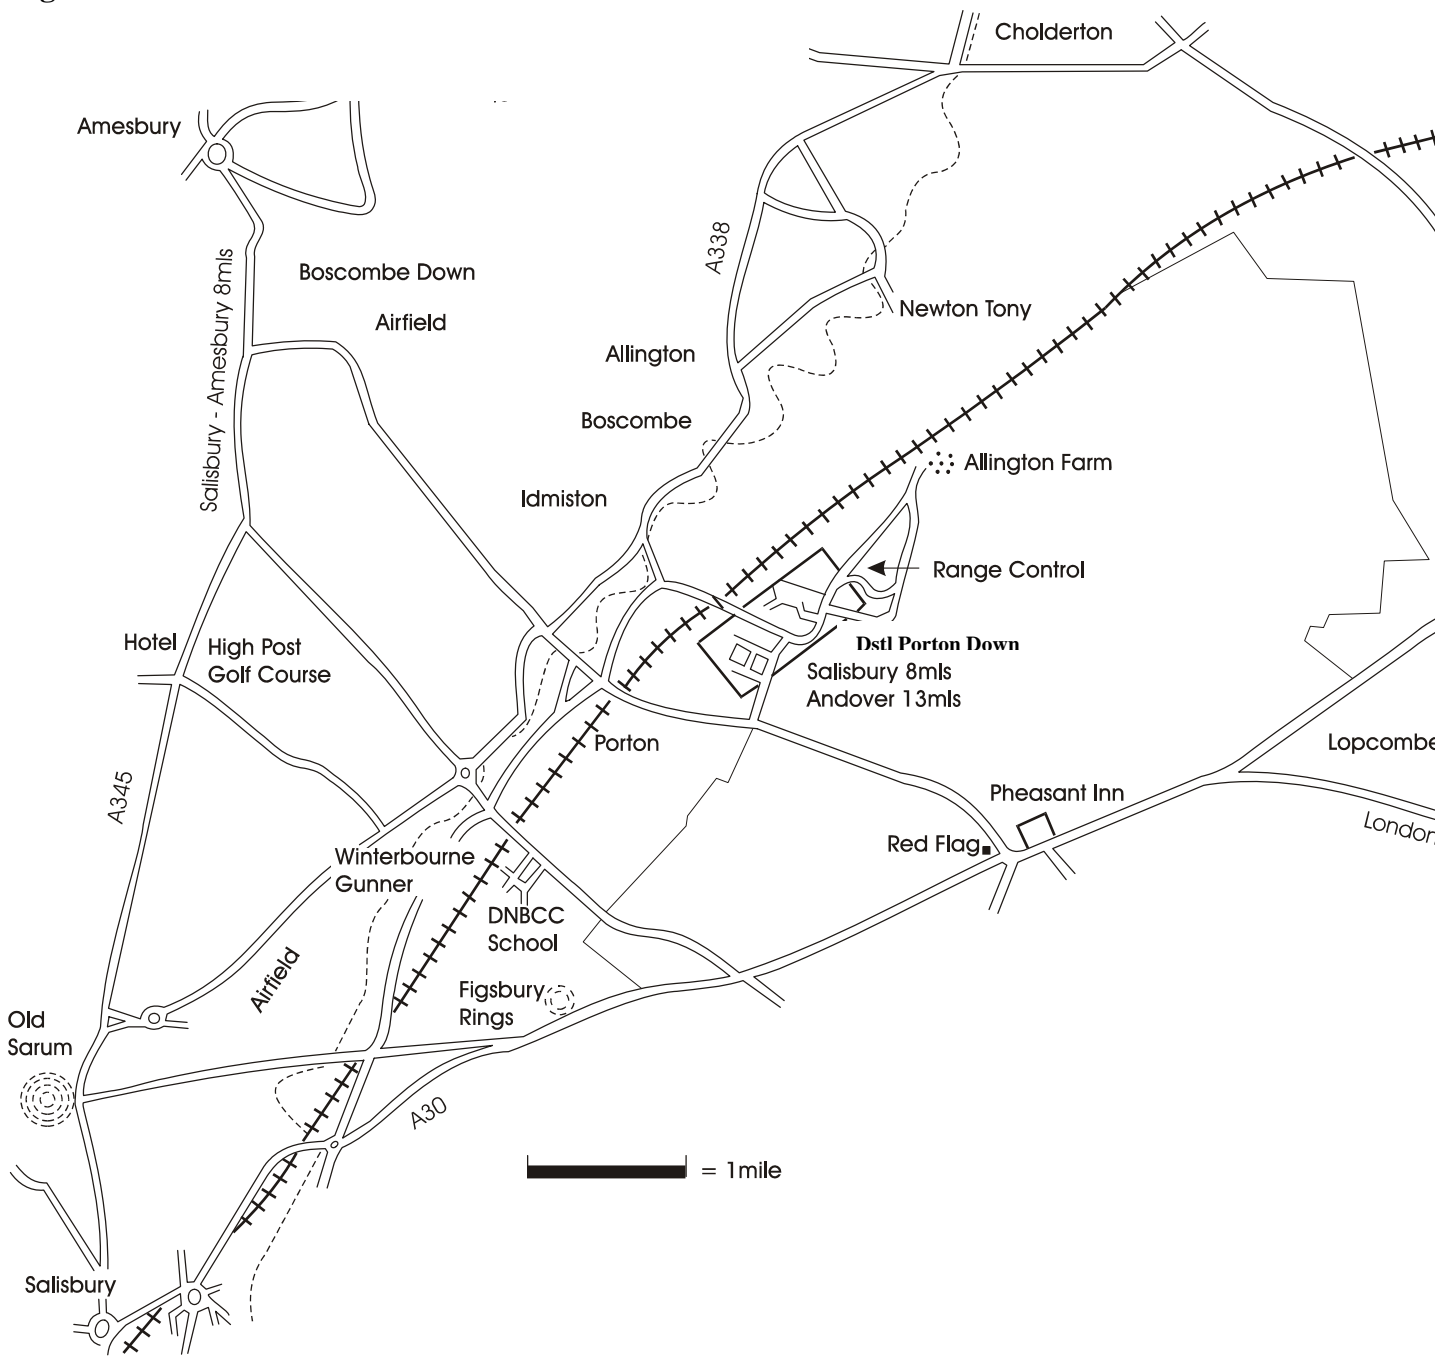 Cholderton
Amesbury
A338
Boscombe Down
Airfield
Salisbury - Amesbury 8mls
Newton Tony
Allington
Boscombe
Allington Farm
Idmiston
Range Control
Hotel
High Post
Golf Course
Dstl Porton Down
Salisbury 8mls
Andover 13mls
Porton
Lopcombe
A345
Pheasant Inn
London
Red Flag
Winterbourne
Gunner
DNBCC
School
Airfield
Figsbury
Rings
Old
Sarum
A30
= 1mile
Salisbury